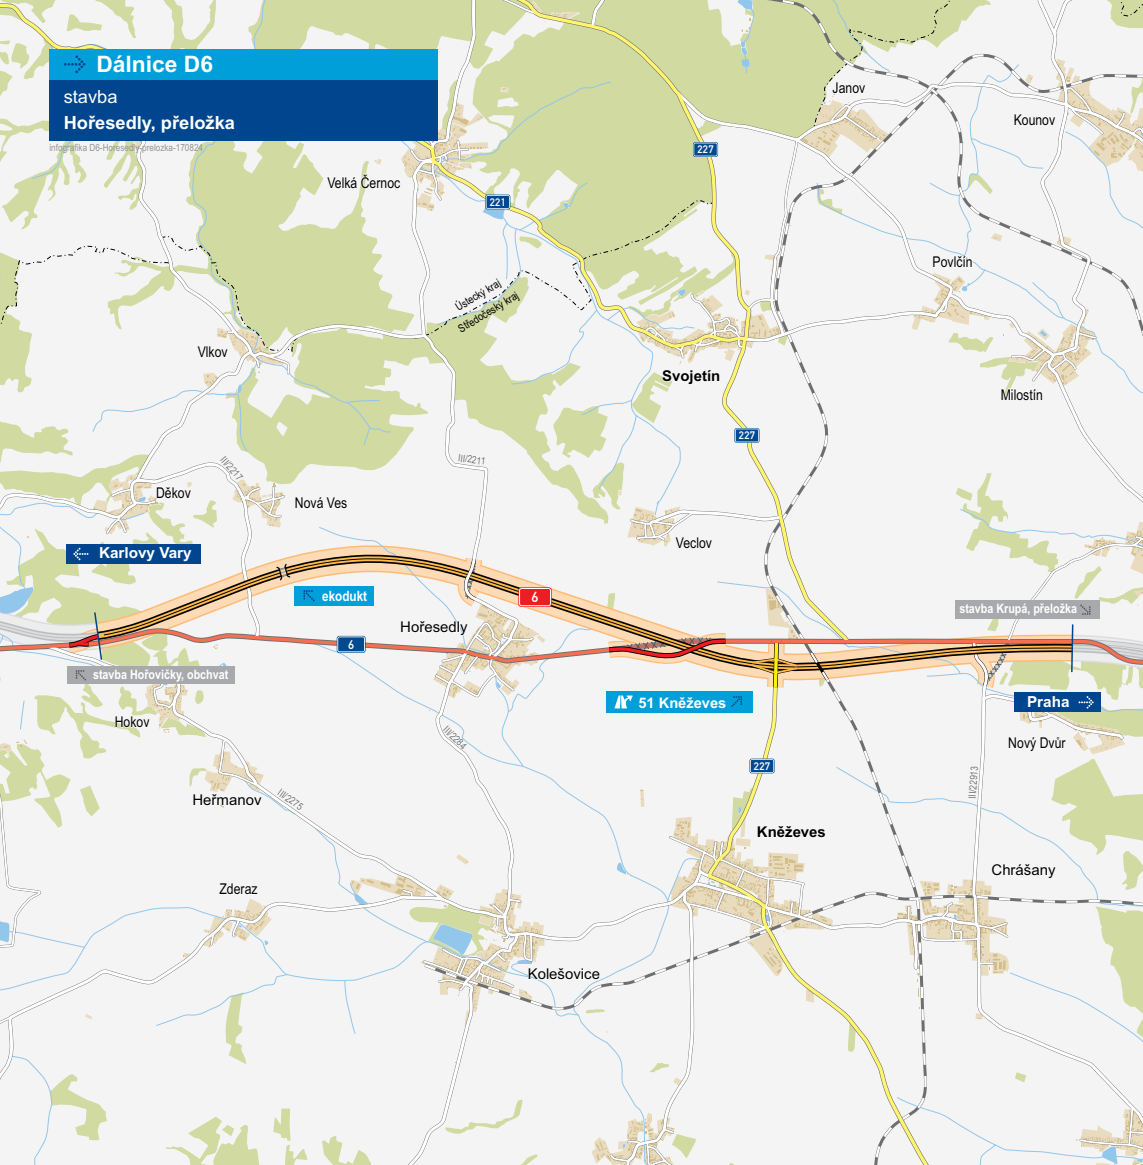 Dálnice D6
stavba
Hořesedly, přeložka
infografika D6-Horesedly-prelozka-170824
Janov
Kounov
227
Velká Černoc
221
Povlčín
Ústecký kraj
Středočeský kraj
Vlkov
Svojetín
Milostín
227
III/2211
III/2217
Děkov
Nová Ves
Veclov
Karlovy Vary
ekodukt
6
stavba Krupá, přeložka
Hořesedly
6
stavba Hořovičky, obchvat
51 Kněževes
Praha
Hokov
Nový Dvůr
III/2284
227
III/22913
Heřmanov
III/2275
Kněževes
Chrášany
Zderaz
Kolešovice